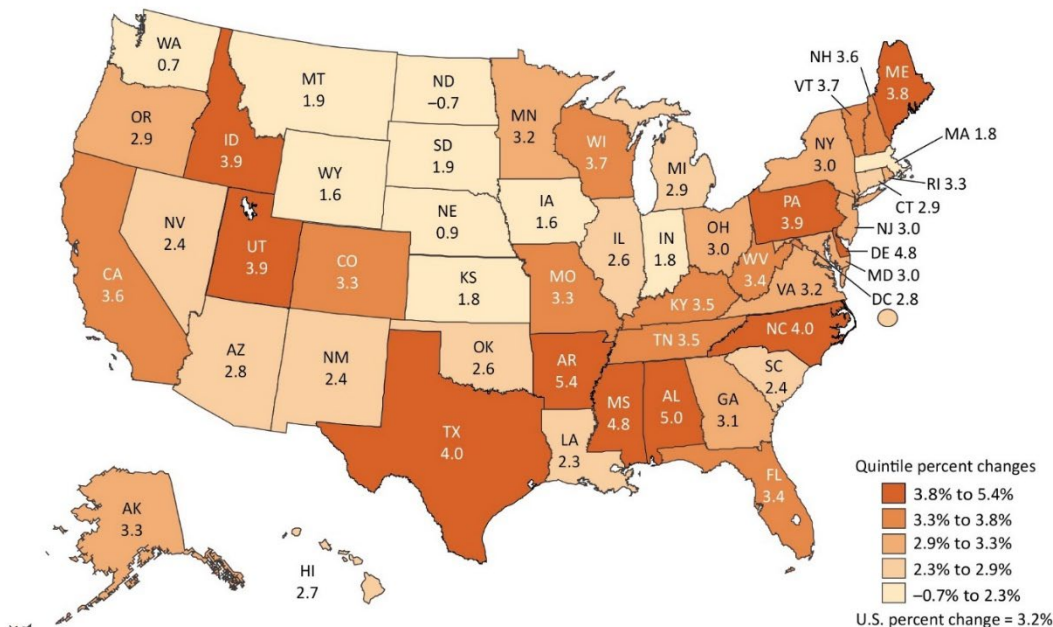 WA
0.7
MT
1.9
ND
–0.7
MN
3.2
OR
2.9
ID
3.9
SD
1.9
WI
3.7
MI
2.9
NH 3.6
VT 3.7
ME
3.8
NY
3.0
MA 1.8
RI 3.3
CT 2.9
WY
1.6
IA
1.6
NE
0.9
PA
3.9
NJ 3.0
NV
2.4
UT
3.9
CO
3.3
IL
2.6
IN
1.8
OH
3.0
DE 4.8
MD 3.0
DC 2.8
CA
3.6
KS
1.8
MO
3.3
WV
3.4
VA 3.2
KY 3.5
AZ
2.8
NM
2.4
OK
2.6
AR
5.4
TN 3.5
NC 4.0
SC
2.4
TX
4.0
LA
2.3
MS
4.8
AL
5.0
GA
3.1
FL
3.4
AK
3.3
HI
2.7
Quintile percent changes
3.8% to 5.4%
3.3% to 3.8%
2.9% to 3.3%
2.3% to 2.9%
–0.7% to 2.3%
U.S. percent change = 3.2%